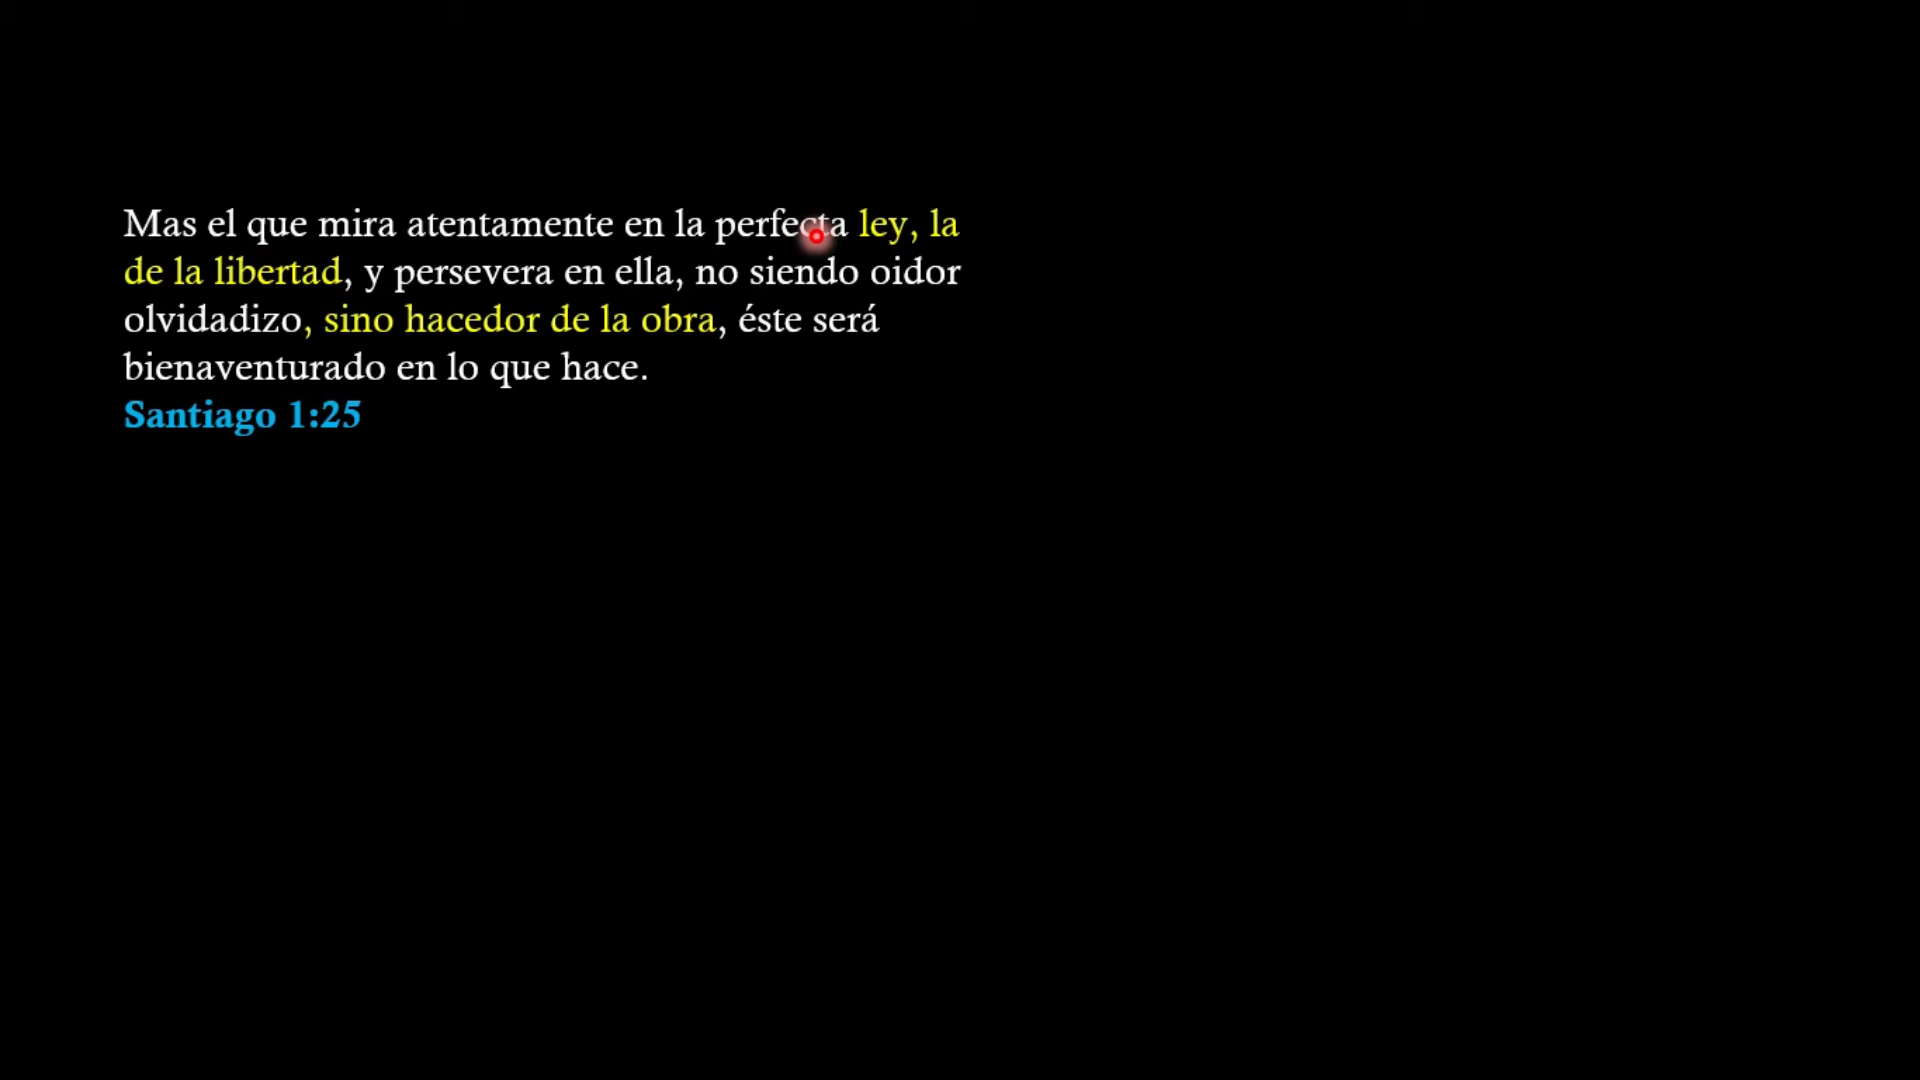 Mas el que mira atentamente en la perfecta ley, la
de la libertad, y persevera en ella, no siendo oidor
olvidadizo, sino hacedor de la obra, éste será
bienaventurado en lo que hace.
Santiago 1:25